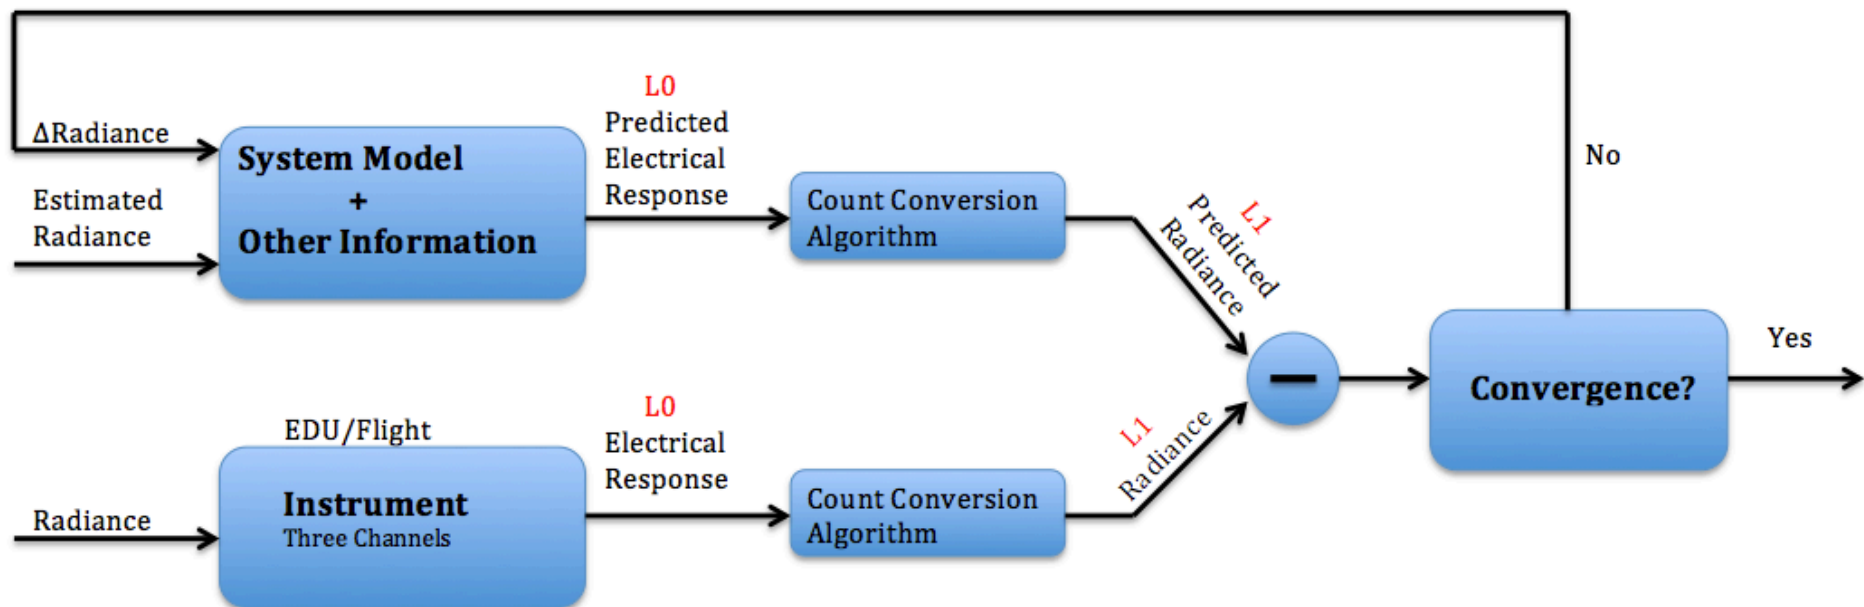 ΔRadiance
Estimated
Radiance
System Model
+
Other Information
L0
Predicted
Electrical
Response
Count Conversion
Algorithm
L1
Predicted
Radiance
No
EDU/Flight
Radiance
Instrument
Three Channels
L0
Electrical
Response
Count Conversion
Algorithm
L1
Radiance
—
Convergence?
Yes